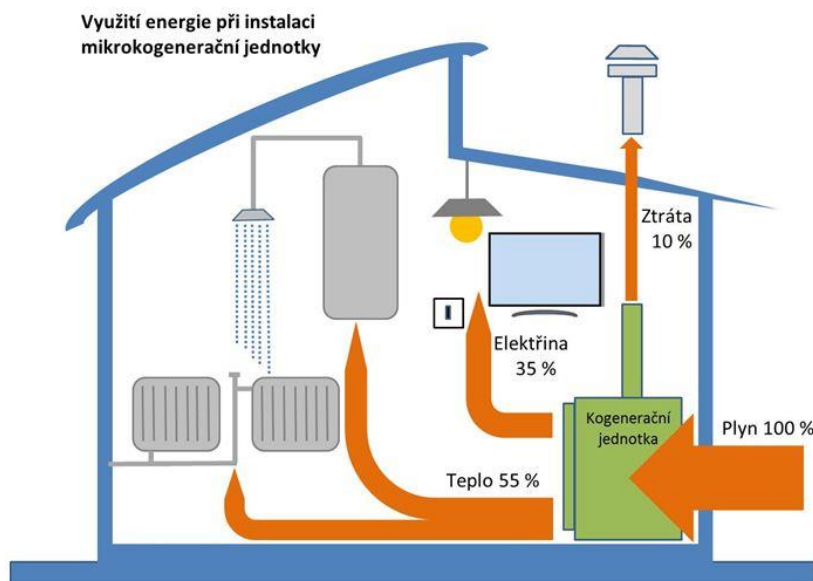 Využití energie při instalaci
mikrokogenerační jednotky
Ztráta
10 %
Elektřina
35 %
Kogenerační
jednotka
Plyn 100 %
Teplo 55 %